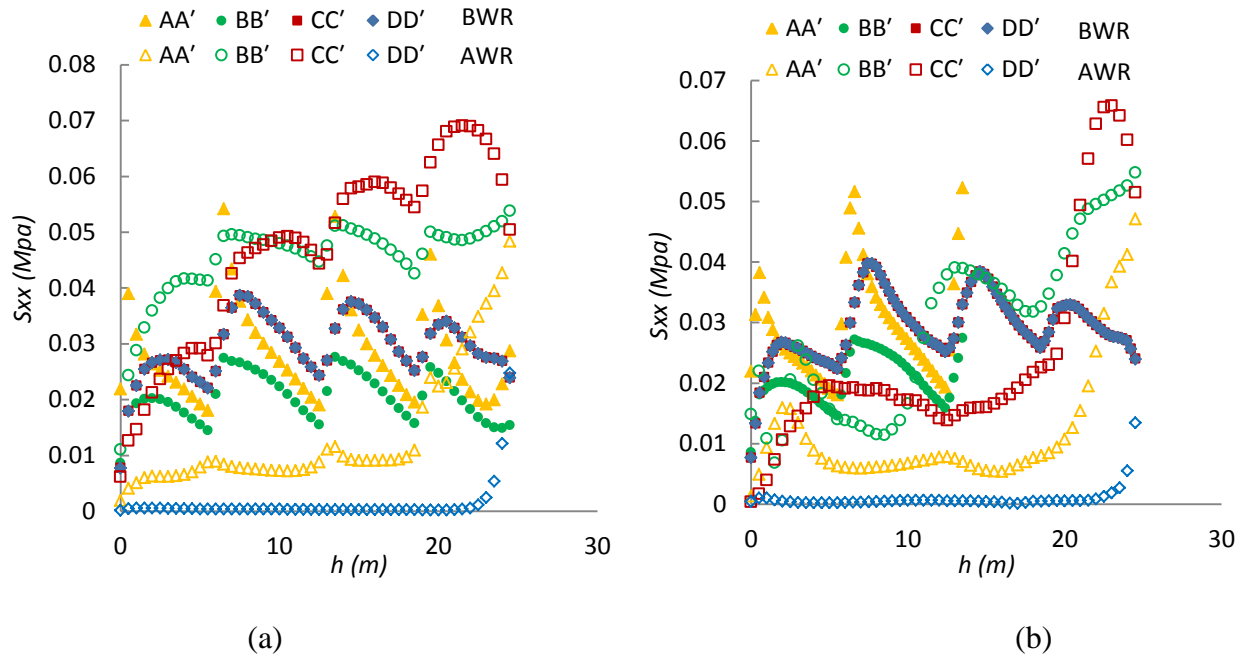 AA′ BB′ CC′ DD′ BWR
AA′ BB′ CC′ DD′ AWR
0.08
0.07
0.06
0.05
0.04
0.03
0.02
0.01
0
Sxx (Mpa)
0 10 20 30
h (m)
(a)
AA′ BB′ CC′ DD′ BWR
AA′ BB′ CC′ DD′ AWR
0.07
0.06
0.05
0.04
0.03
0.02
0.01
0
Sxx (Mpa)
0 10 20 30
h (m)
(b)